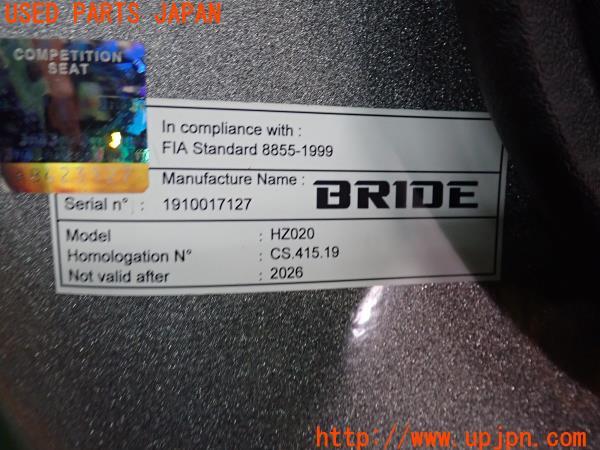 USED PARTS JAPAN
COMPETITION
SEAT
In compliance with :
FIA Standard 8855-1999
Manufacture Name : BRIDE
Serial n° : 1910017127
Model : HZ020
Homologation N° : CS.415.19
Not valid after : 2026
http://www.upjpn.com